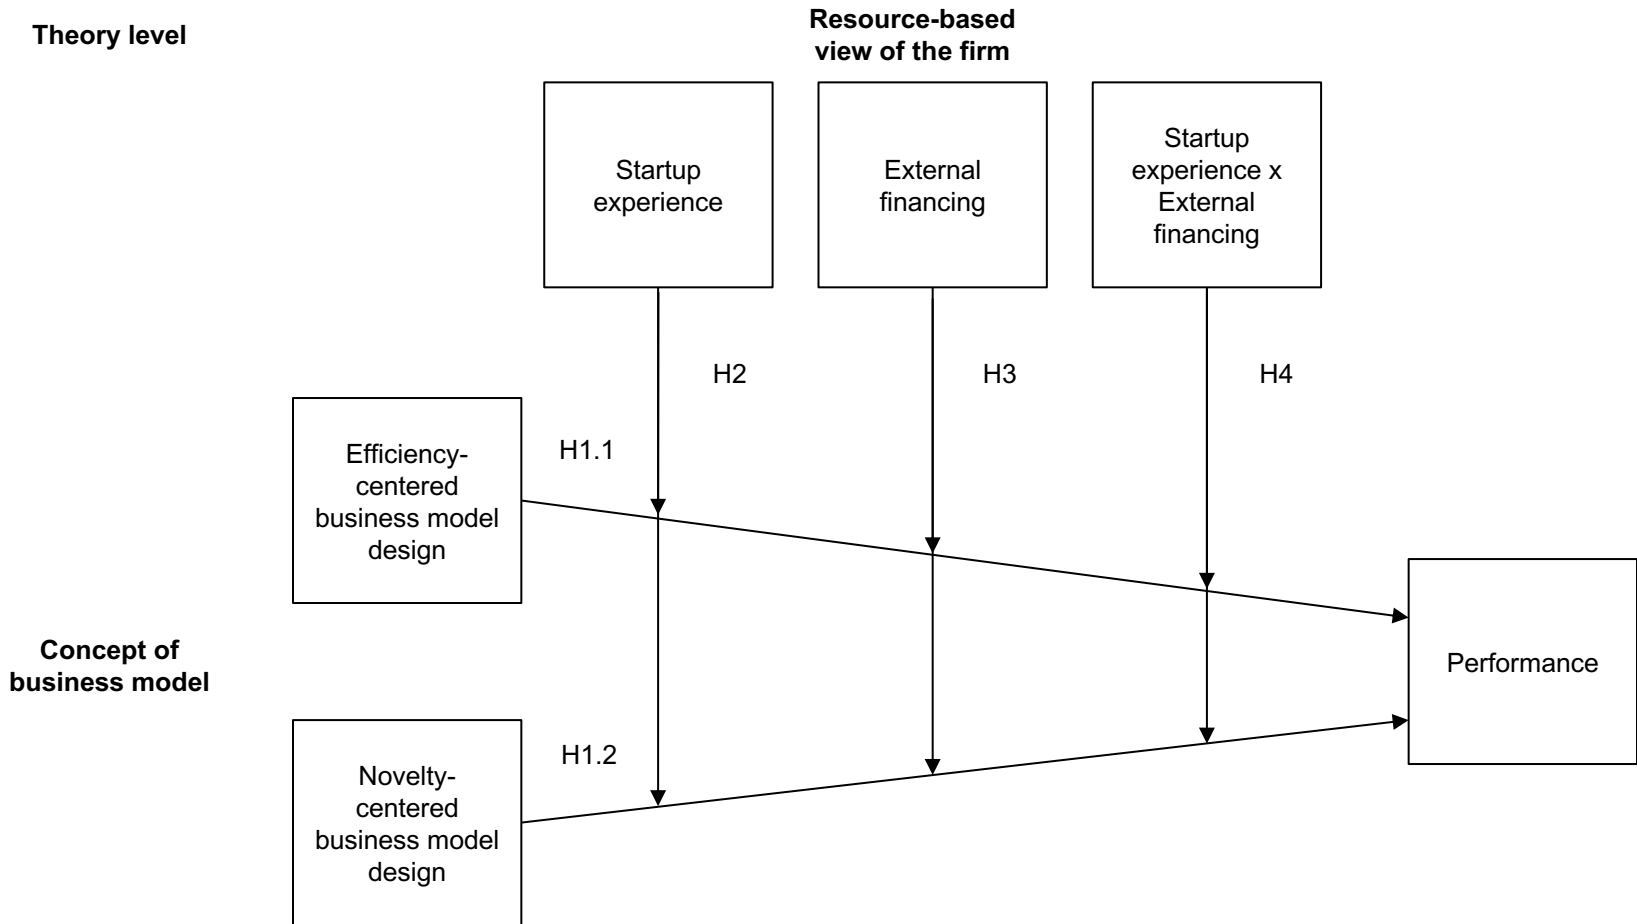 Theory level
Resource-based
view of the firm
Startup
experience
External
financing
Startup
experience x
External
financing
H2
H3
H4
Efficiency-
centered
business model
design
H1.1
Concept of
business model
Performance
Novelty-
centered
business model
design
H1.2